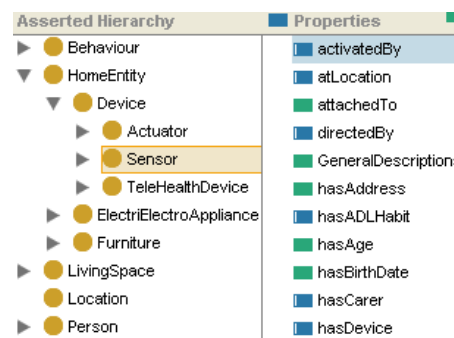 Asserted Hierarchy
Behaviour
HomeEntity
Device
Actuator
Sensor
TeleHealthDevice
ElectriElectroAppliance
Furniture
LivingSpace
Location
Person
Properties
activatedBy
atLocation
attachedTo
directedBy
GeneralDescriptions
hasAddress
hasADLHabit
hasAge
hasBirthDate
hasCarer
hasDevice